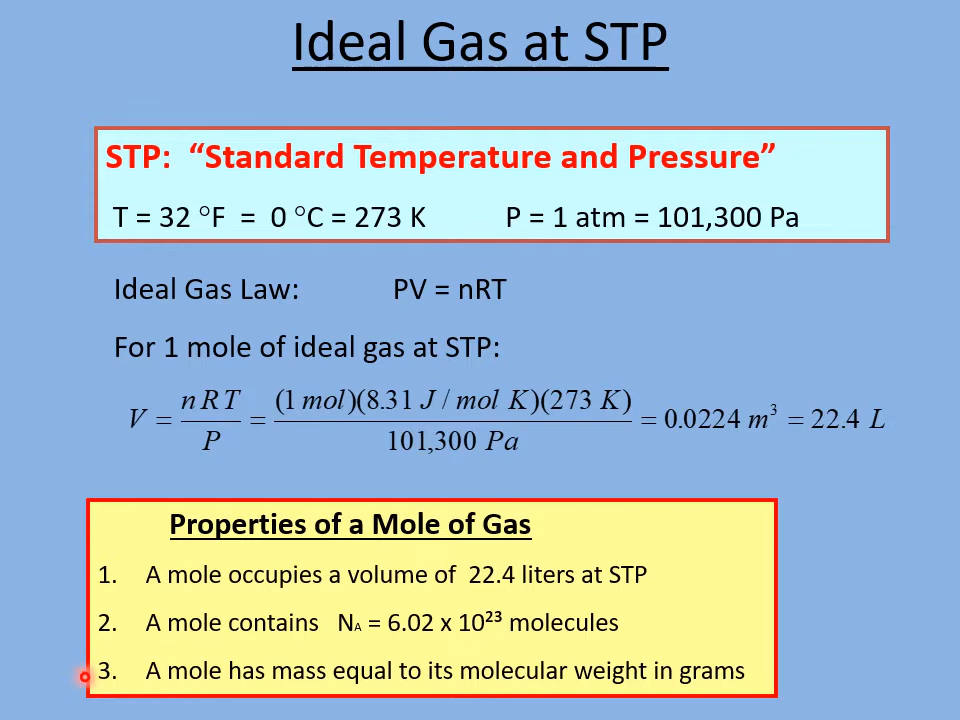 Ideal Gas at STP
STP: “Standard Temperature and Pressure”
T = 32 °F = 0 °C = 273 K P = 1 atm = 101,300 Pa
Ideal Gas Law: PV = nRT
For 1 mole of ideal gas at STP:
V = n R T / P = (1 mol)(8.31 J / mol K)(273 K) / 101,300 Pa = 0.0224 m³ = 22.4 L
Properties of a Mole of Gas
1. A mole occupies a volume of 22.4 liters at STP
2. A mole contains Nᴀ = 6.02 x 10²³ molecules
3. A mole has mass equal to its molecular weight in grams